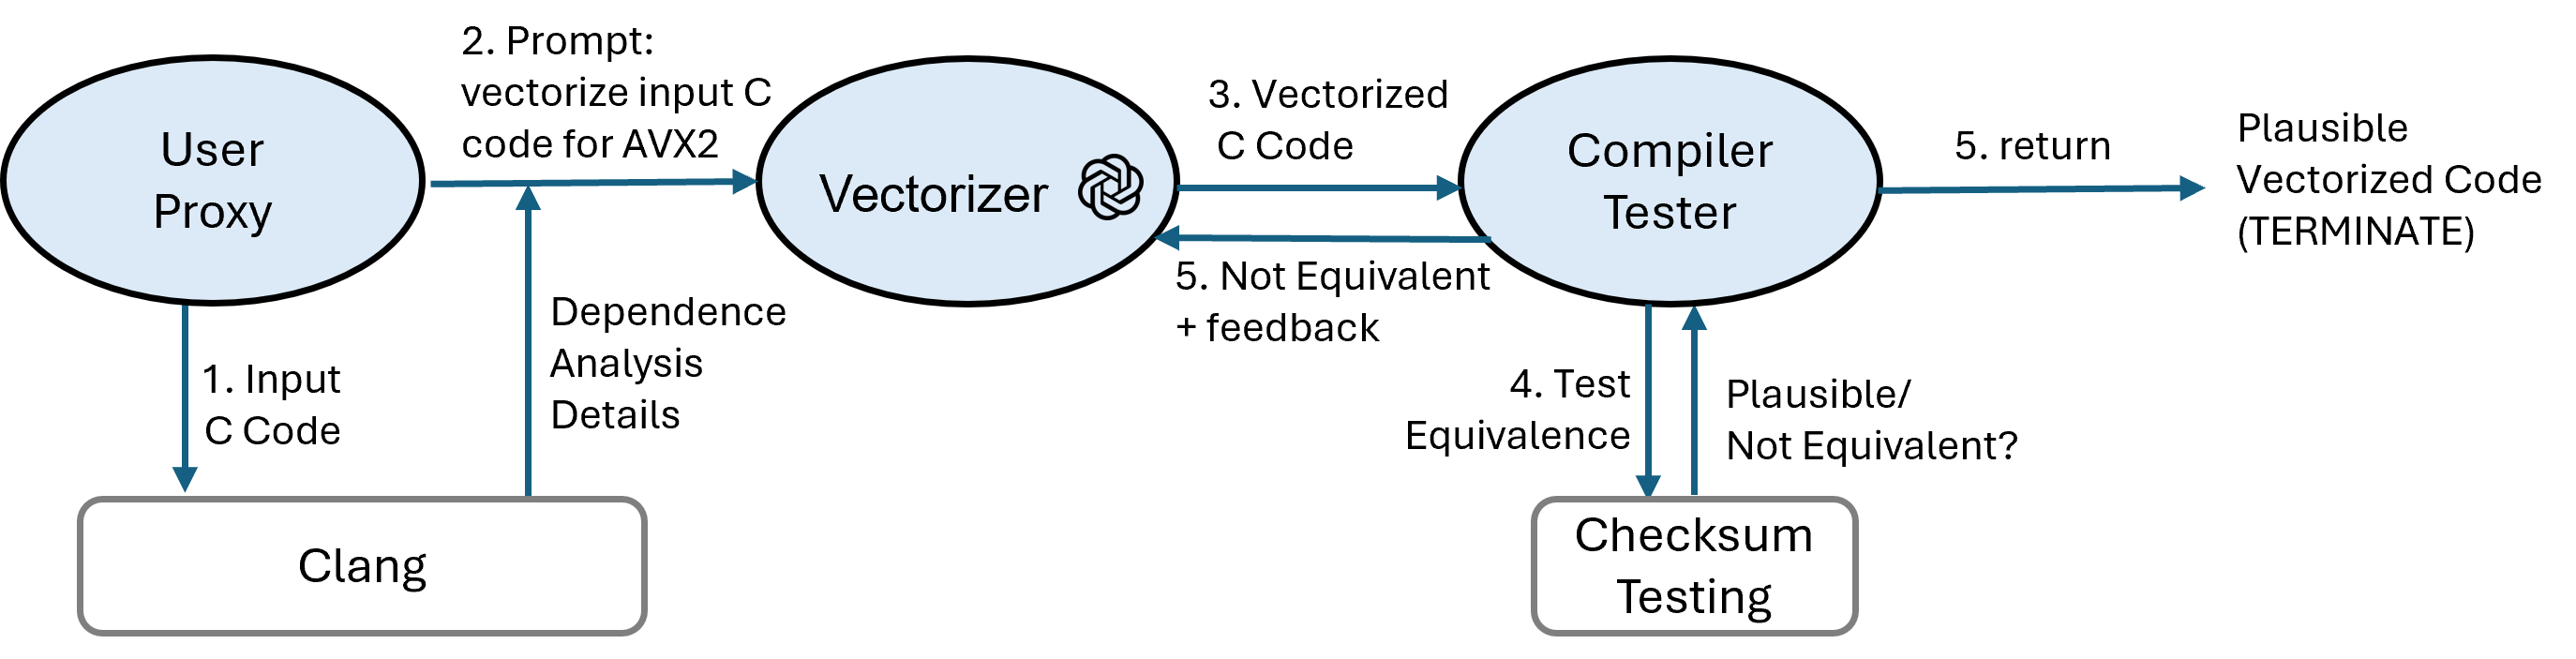 User
Proxy
2. Prompt:
vectorize input C
code for AVX2
Vectorizer
3. Vectorized
C Code
Compiler
Tester
5. return
Plausible
Vectorized Code
(TERMINATE)
5. Not Equivalent
+ feedback
1. Input
C Code
Dependence
Analysis
Details
4. Test
Equivalence
Plausible/
Not Equivalent?
Clang
Checksum
Testing